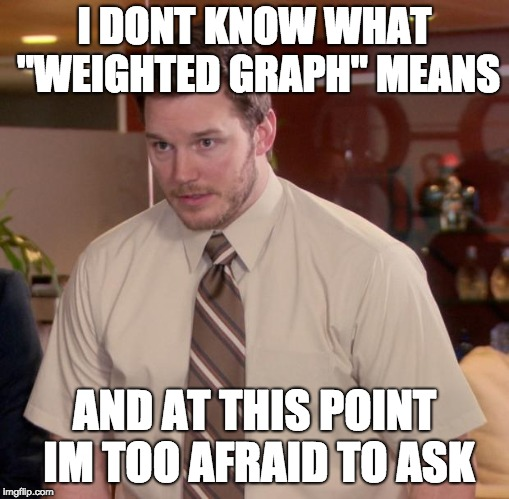 I DONT KNOW WHAT
"WEIGHTED GRAPH" MEANS
AND AT THIS POINT
IM TOO AFRAID TO ASK
imgflip.com